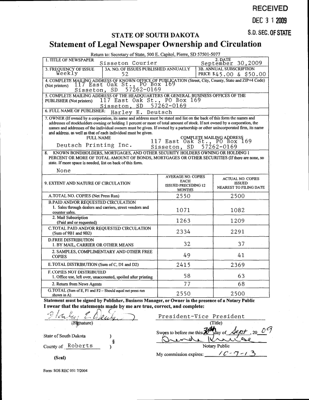 RECEIVED
DEC 31 2009
S.D. SEC. OF STATE
STATE OF SOUTH DAKOTA
Statement of Legal Newspaper Ownership and Circulation
Return to: Secretary of State, 500 E. Capitol, Pierre, SD 57501-5077
1. TITLE OF NEWSPAPER
Sisseton Courier
2. DATE
September 30,2009
3. FREQUENCY OF ISSUE
Weekly
3A. NO. OF ISSUES PUBLISHED ANNUALLY
52
3B. ANNUAL SUBSCRIPTION
PRICE $45.00 & $50.00
4. COMPLETE MAILING ADDRESS OF KNOWN OFFICE OF PUBLICATION (Street, City, County, State and ZIP+4 Code)
(Not printers) 117 East Oak St., PO Box 169
Sisseton, SD 57262-0169
5. COMPLETE MAILING ADDRESS OF THE HEADQUARTERS OR GENERAL BUSINESS OFFICES OF THE
PUBLISHER (Not printer) 117 East Oak St., PO Box 169
Sisseton, SD 57262-0169
6. FULL NAME OF PUBLISHER: Harley E. Deutsch
7. OWNER (If owned by a corporation, its name and address must be stated and list on the back of this form the names and
addresses of stockholders owning or holding 1 percent or more of total amount of stock. If not owned by a corporation, the
names and addresses of the individual owners must be given. If owned by a partnership or other unincorporated firm, its name
and address, as well as that of each individual must be given.
FULL NAME
COMPLETE MAILING ADDRESS
117 East Oak St., PO Box 169
Deutsch Printing Inc. Sisseton, SD 57262-0169
8. KNOWN BONDHOLDERS, MORTGAGES, AND OTHER SECURITY HOLDERS OWNING OR HOLDING 1
PERCENT OR MORE OF TOTAL AMOUNT OF BONDS, MORTGAGES OR OTHER SECURITIES (If there are none, so
state. If more space is needed, list on back of this form.
None
9. EXTENT AND NATURE OF CIRCULATION
AVERAGE NO. COPIES
EACH
ISSUED PRECEDING 12
MONTHS
ACTUAL NO. COPIES
ISSUED
NEAREST TO FILING DATE
A. TOTAL NO. COPIES (Net Press Run) 2550 2500
B. PAID AND/OR REQUESTED CIRCULATION
1. Sales through dealers and carriers, street vendors and
counter sales. 1071 1082
2. Mail Subscription
(Paid and or requested) 1263 1209
C. TOTAL PAID AND/OR REQUESTED CIRCULATION
(Sum of 9B1 and 9B2) 2334 2291
D. FREE DISTRIBUTION
1. BY MAIL, CARRIER OR OTHER MEANS 32 37
2. SAMPLES, COMPLIMENTARY AND OTHER FREE
COPIES 49 41
E. TOTAL DISTRIBUTION (Sum of C, D1 and D2) 2415 2369
F. COPIES NOT DISTRIBUTED
1. Office use, left over, unaccounted, spoiled after printing 58 63
2. Return from News Agents 77 68
G. TOTAL (Sum of E, F1 and F2 - Should equal net press run
shown in A) 2550 2500
Statement must be signed by Publisher, Business Manager, or Owner in the presence of a Notary Public
I swear that the statements made by me are true, correct, and complete:
President-Vice President
(Signature) (Title)
State of South Dakota )
) §
County of Roberts )
(Seal)
Sworn to before me this 30th day of Sept. 20 09
Notary Public
My commission expires: 10-7-13
Form: SOS REC 101 7/2004